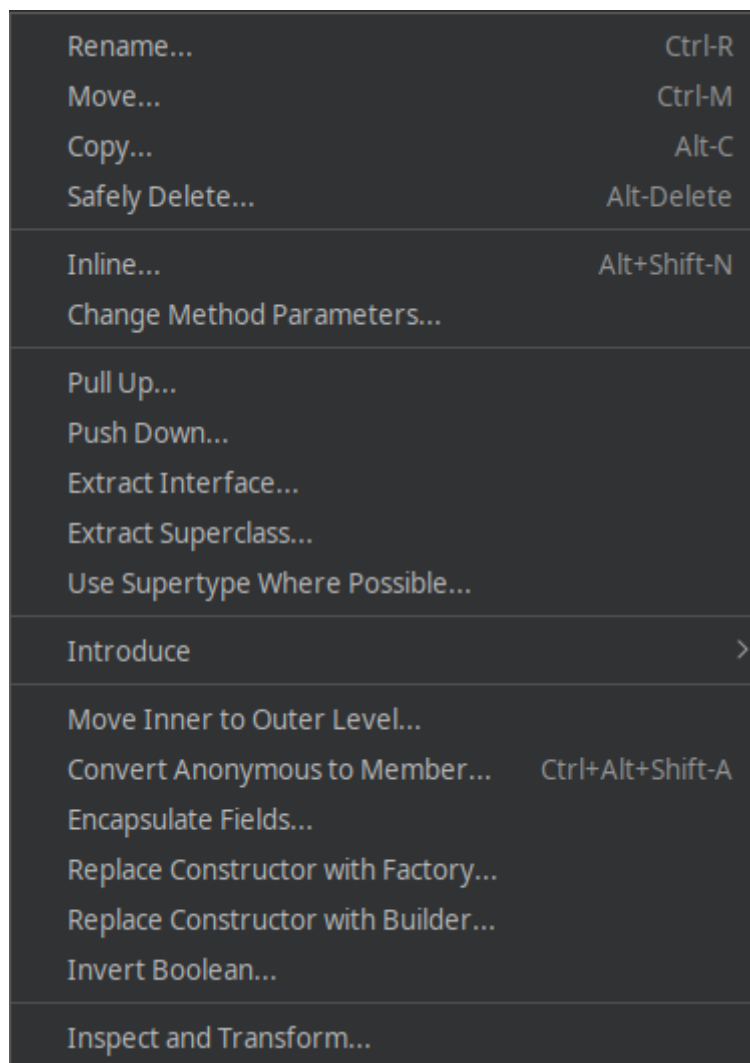 Rename... Ctrl-R
Move... Ctrl-M
Copy... Alt-C
Safely Delete... Alt-Delete
Inline... Alt+Shift-N
Change Method Parameters...
Pull Up...
Push Down...
Extract Interface...
Extract Superclass...
Use Supertype Where Possible...
Introduce >
Move Inner to Outer Level...
Convert Anonymous to Member... Ctrl+Alt+Shift-A
Encapsulate Fields...
Replace Constructor with Factory...
Replace Constructor with Builder...
Invert Boolean...
Inspect and Transform...